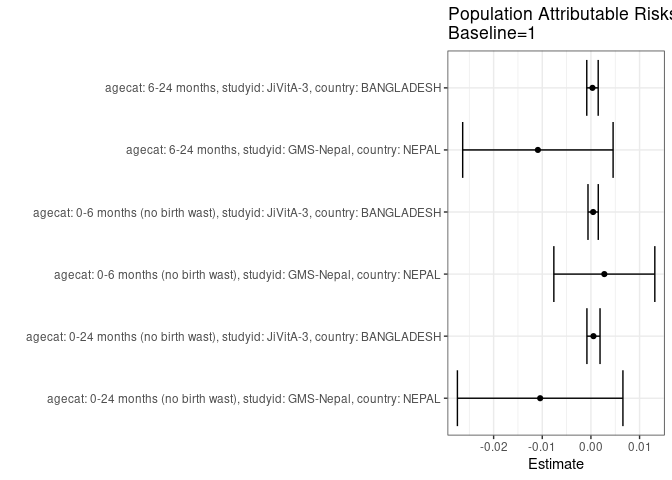 Population Attributable Risks
Baseline=1
agecat: 6-24 months, studyid: JiVitA-3, country: BANGLADESH
agecat: 6-24 months, studyid: GMS-Nepal, country: NEPAL
agecat: 0-6 months (no birth wast), studyid: JiVitA-3, country: BANGLADESH
agecat: 0-6 months (no birth wast), studyid: GMS-Nepal, country: NEPAL
agecat: 0-24 months (no birth wast), studyid: JiVitA-3, country: BANGLADESH
agecat: 0-24 months (no birth wast), studyid: GMS-Nepal, country: NEPAL
-0.02 -0.01 0.00 0.01
Estimate